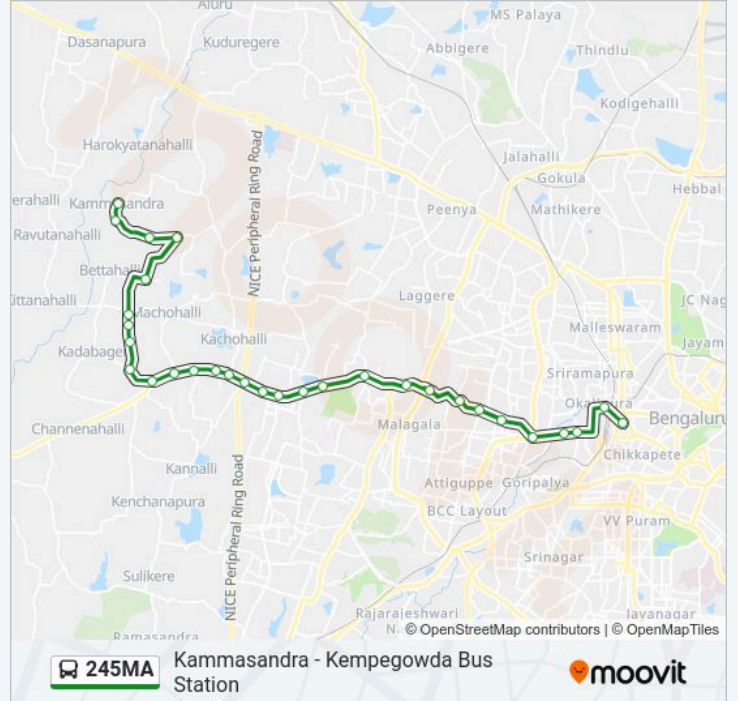 Aluru
MS Palaya
Dasanapura
Kuduregere
Abbigere
Thindlu
Kodigehalli
Harokyatanahalli
Jalahalli
Gokula
Hebbal
erahalli
Kammasandra
Peenya
Mathikere
Ravutanahalli
NICE Peripheral Ring Road
Bettahalli
Kittanahalli
Laggere
JC Nag
Machohalli
Malleswaram
Kachohalli
Jayam
Kadabage
Sriramapura
Okalipura
Bengaluru
Channenahalli
Malagala
Chikkapete
Kannalli
NICE Peripheral Ring Road
Attiguppe
Goripalya
Kenchanapura
BCC Layout
VV Puram
Srinagar
Sulikere
Rajarajeshwari
N.
Jayanagar
Ramasandra
© OpenStreetMap contributors | © OpenMapTiles
245MA
Kammasandra - Kempegowda Bus
Station
moovit